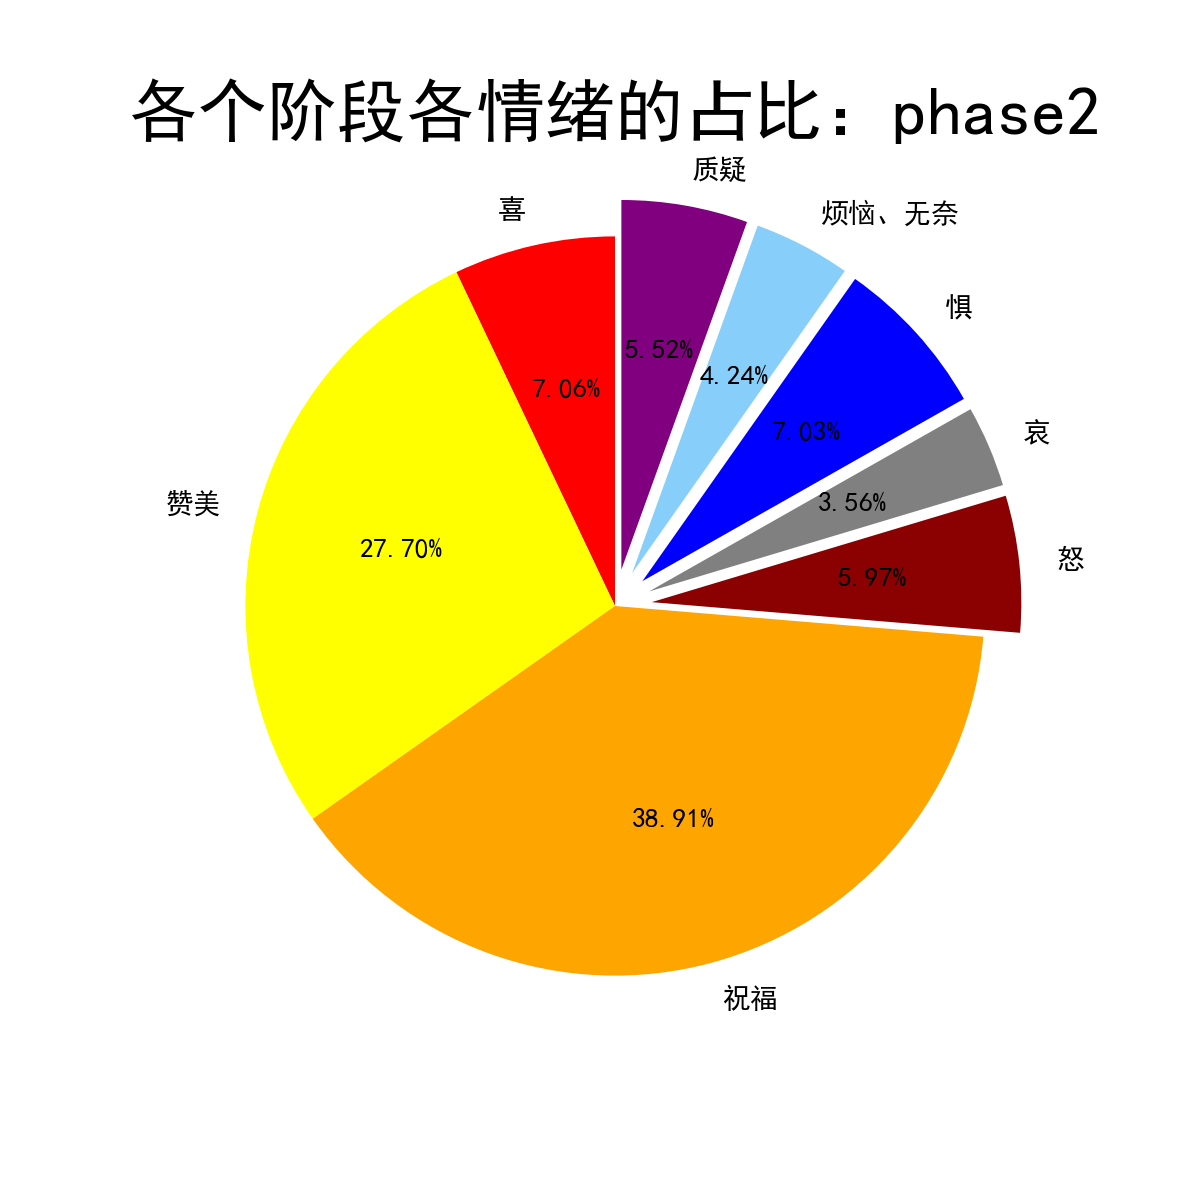 各个阶段各情绪的占比：phase2
质疑
喜
烦恼、无奈
惧
5.52%
4.24%
7.06%
7.03%
哀
赞美
3.56%
27.70%
怒
5.97%
38.91%
祝福